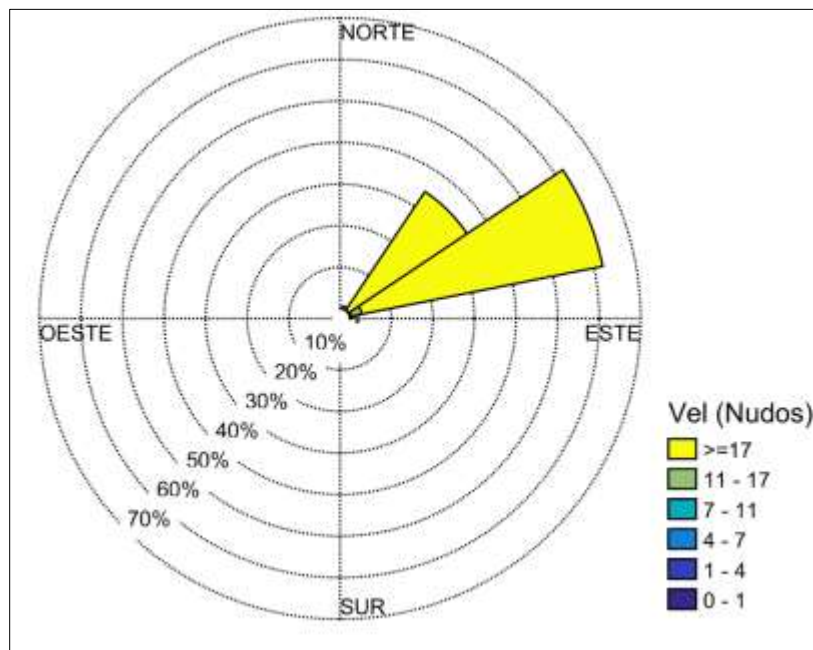 NORTE
OESTE
ESTE
10%
20%
30%
40%
50%
60%
70%
SUR
Vel (Nudos)
>=17
11 - 17
7 - 11
4 - 7
1 - 4
0 - 1